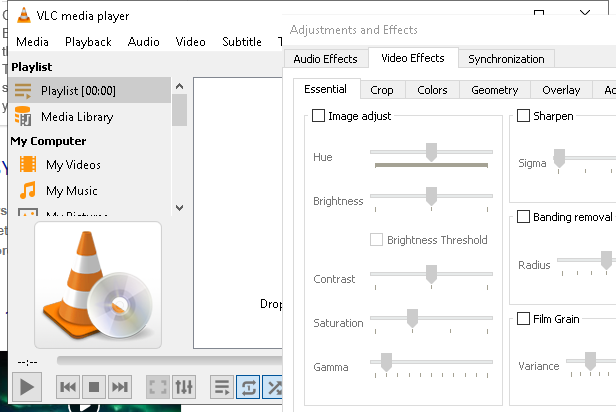 VLC media player
Media Playback Audio Video Subtitle T
Playlist
Playlist [00:00]
Media Library
My Computer
My Videos
My Music
My Pictures
Drop
--:--
Adjustments and Effects
Audio Effects Video Effects Synchronization
Essential Crop Colors Geometry Overlay
Image adjust
Hue
Brightness
Brightness Threshold
Contrast
Saturation
Gamma
Sharpen
Sigma
Banding removal
Radius
Film Grain
Variance